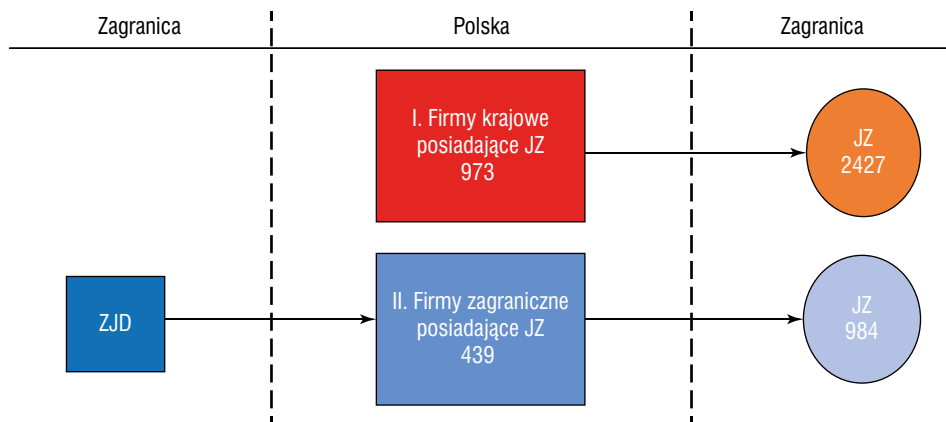 Zagranica
Polska
Zagranica
I. Firmy krajowe
posiadające JZ
973
JZ
2427
ZJD
II. Firmy zagraniczne
posiadające JZ
439
JZ
984